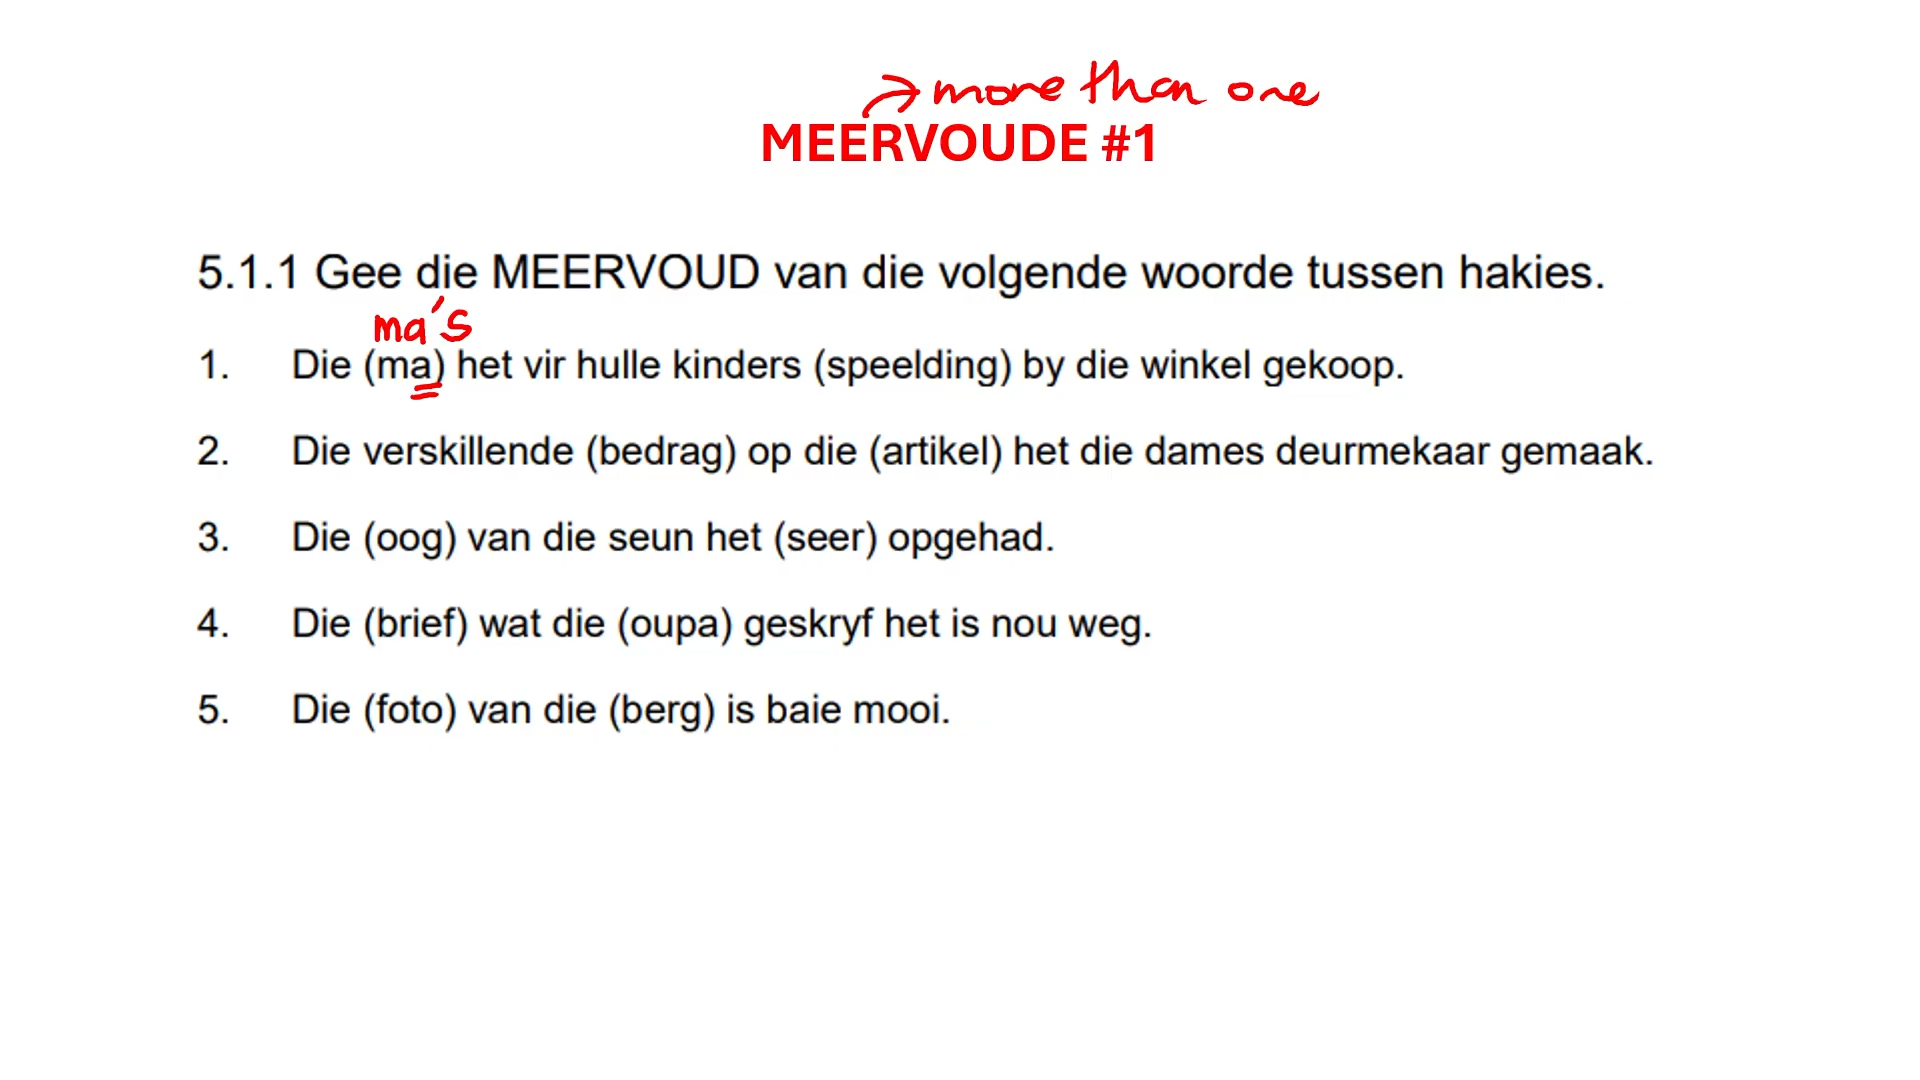 more than one
MEERVOUDE #1
5.1.1 Gee die MEERVOUD van die volgende woorde tussen hakies.
ma's
1. Die (ma) het vir hulle kinders (speelding) by die winkel gekoop.
2. Die verskillende (bedrag) op die (artikel) het die dames deurmekaar gemaak.
3. Die (oog) van die seun het (seer) opgehad.
4. Die (brief) wat die (oupa) geskryf het is nou weg.
5. Die (foto) van die (berg) is baie mooi.